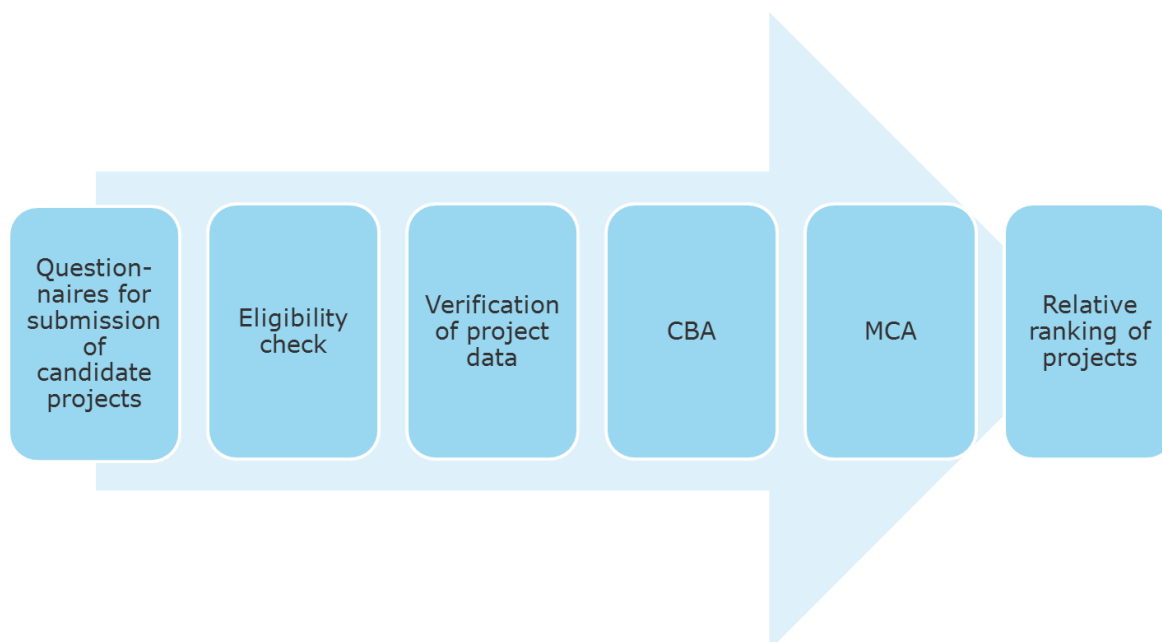 Question-
naires for
submission
of
candidate
projects
Eligibility
check
Verification
of project
data
CBA
MCA
Relative
ranking of
projects